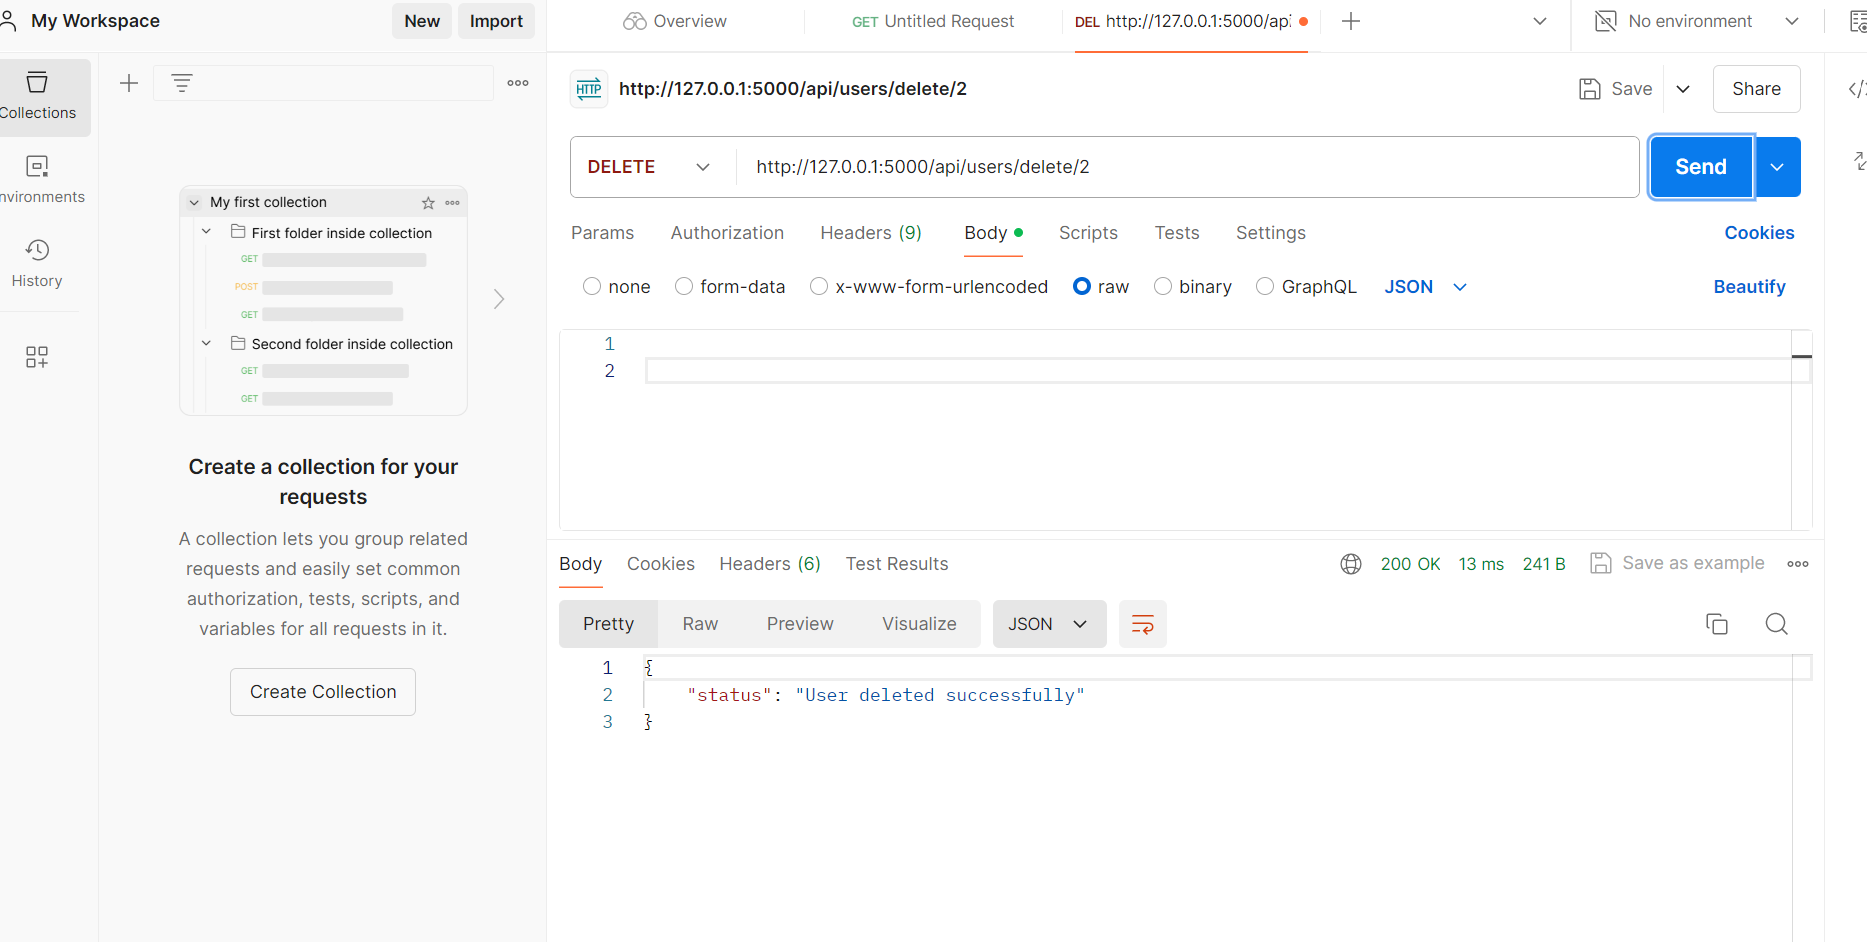 My Workspace
New
Import
Overview
GET Untitled Request
DEL http://127.0.0.1:5000/api
No environment
Collections
nvironments
History
My first collection
First folder inside collection
GET
POST
GET
Second folder inside collection
GET
GET
Create a collection for your
requests
A collection lets you group related
requests and easily set common
authorization, tests, scripts, and
variables for all requests in it.
Create Collection
HTTP http://127.0.0.1:5000/api/users/delete/2
Save
Share
DELETE
http://127.0.0.1:5000/api/users/delete/2
Send
Params
Authorization
Headers (9)
Body
Scripts
Tests
Settings
Cookies
none
form-data
x-www-form-urlencoded
raw
binary
GraphQL
JSON
Beautify
1
2
Body
Cookies
Headers (6)
Test Results
200 OK
13 ms
241 B
Save as example
Pretty
Raw
Preview
Visualize
JSON
1 {
2 "status": "User deleted successfully"
3 }